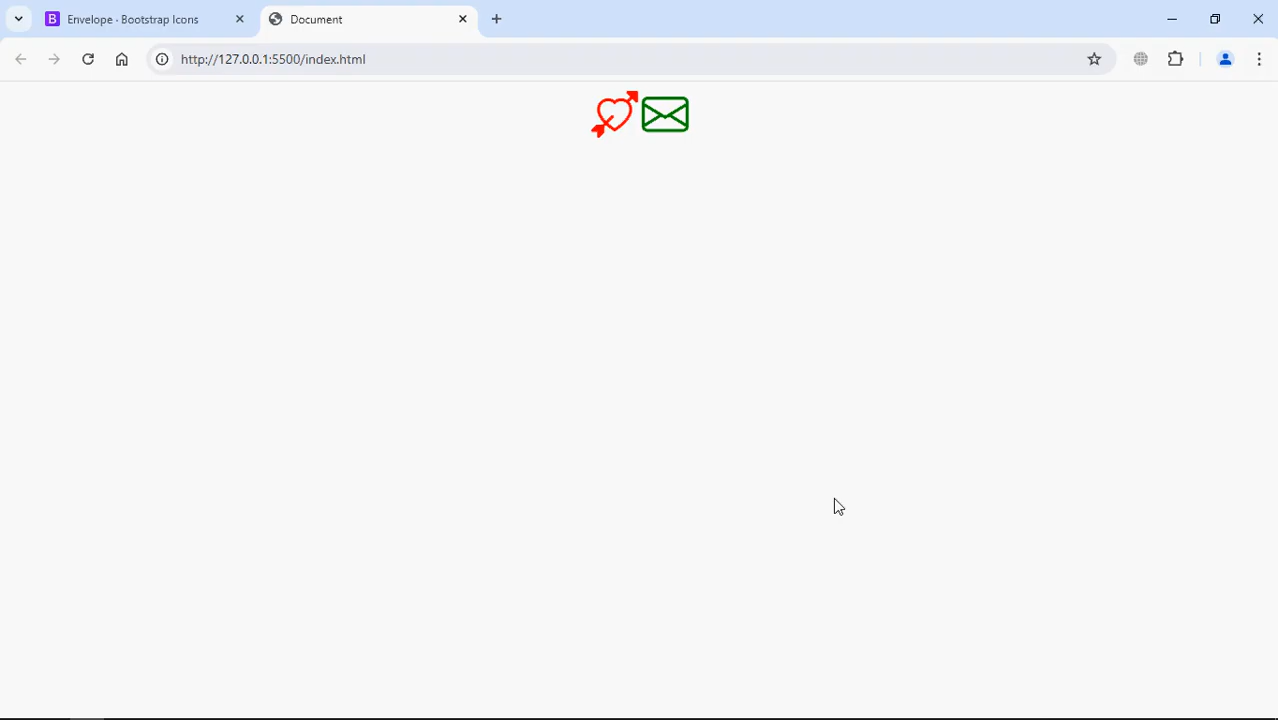 B Envelope · Bootstrap Icons
Document
http://127.0.0.1:5500/index.html